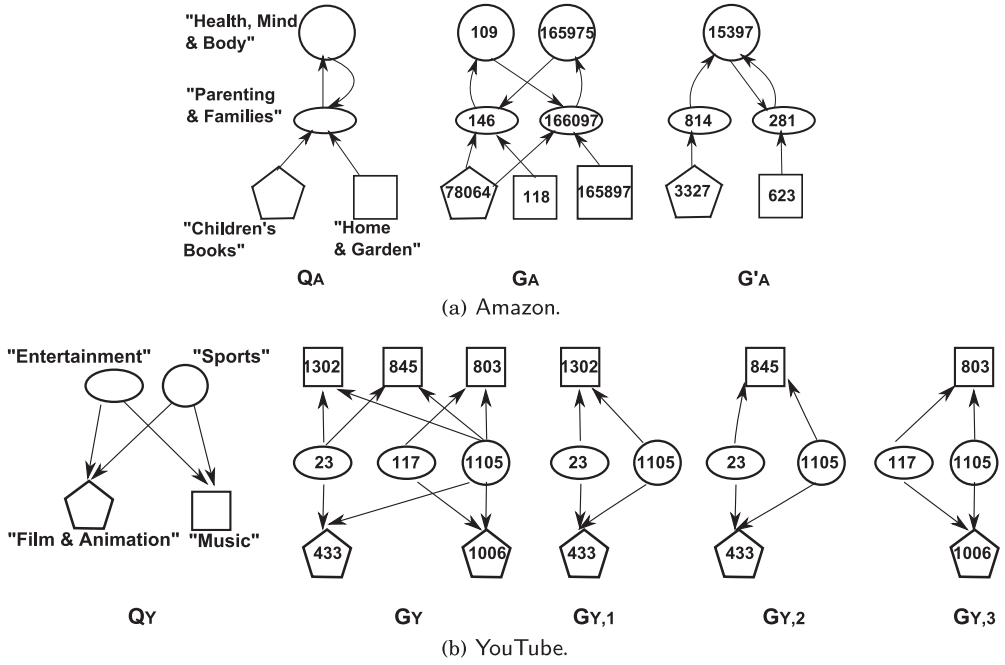 "Health, Mind
& Body"
"Parenting
& Families"
"Children's
Books"
"Home
& Garden"
QA
109
165975
146
166097
78064
118
165897
GA
15397
814
281
3327
623
G'A
(a) Amazon.
"Entertainment"
"Sports"
"Film & Animation"
"Music"
QY
1302
845
803
23
117
1105
433
1006
GY
1302
23
1105
433
GY,1
845
23
1105
433
GY,2
803
117
1105
1006
GY,3
(b) YouTube.